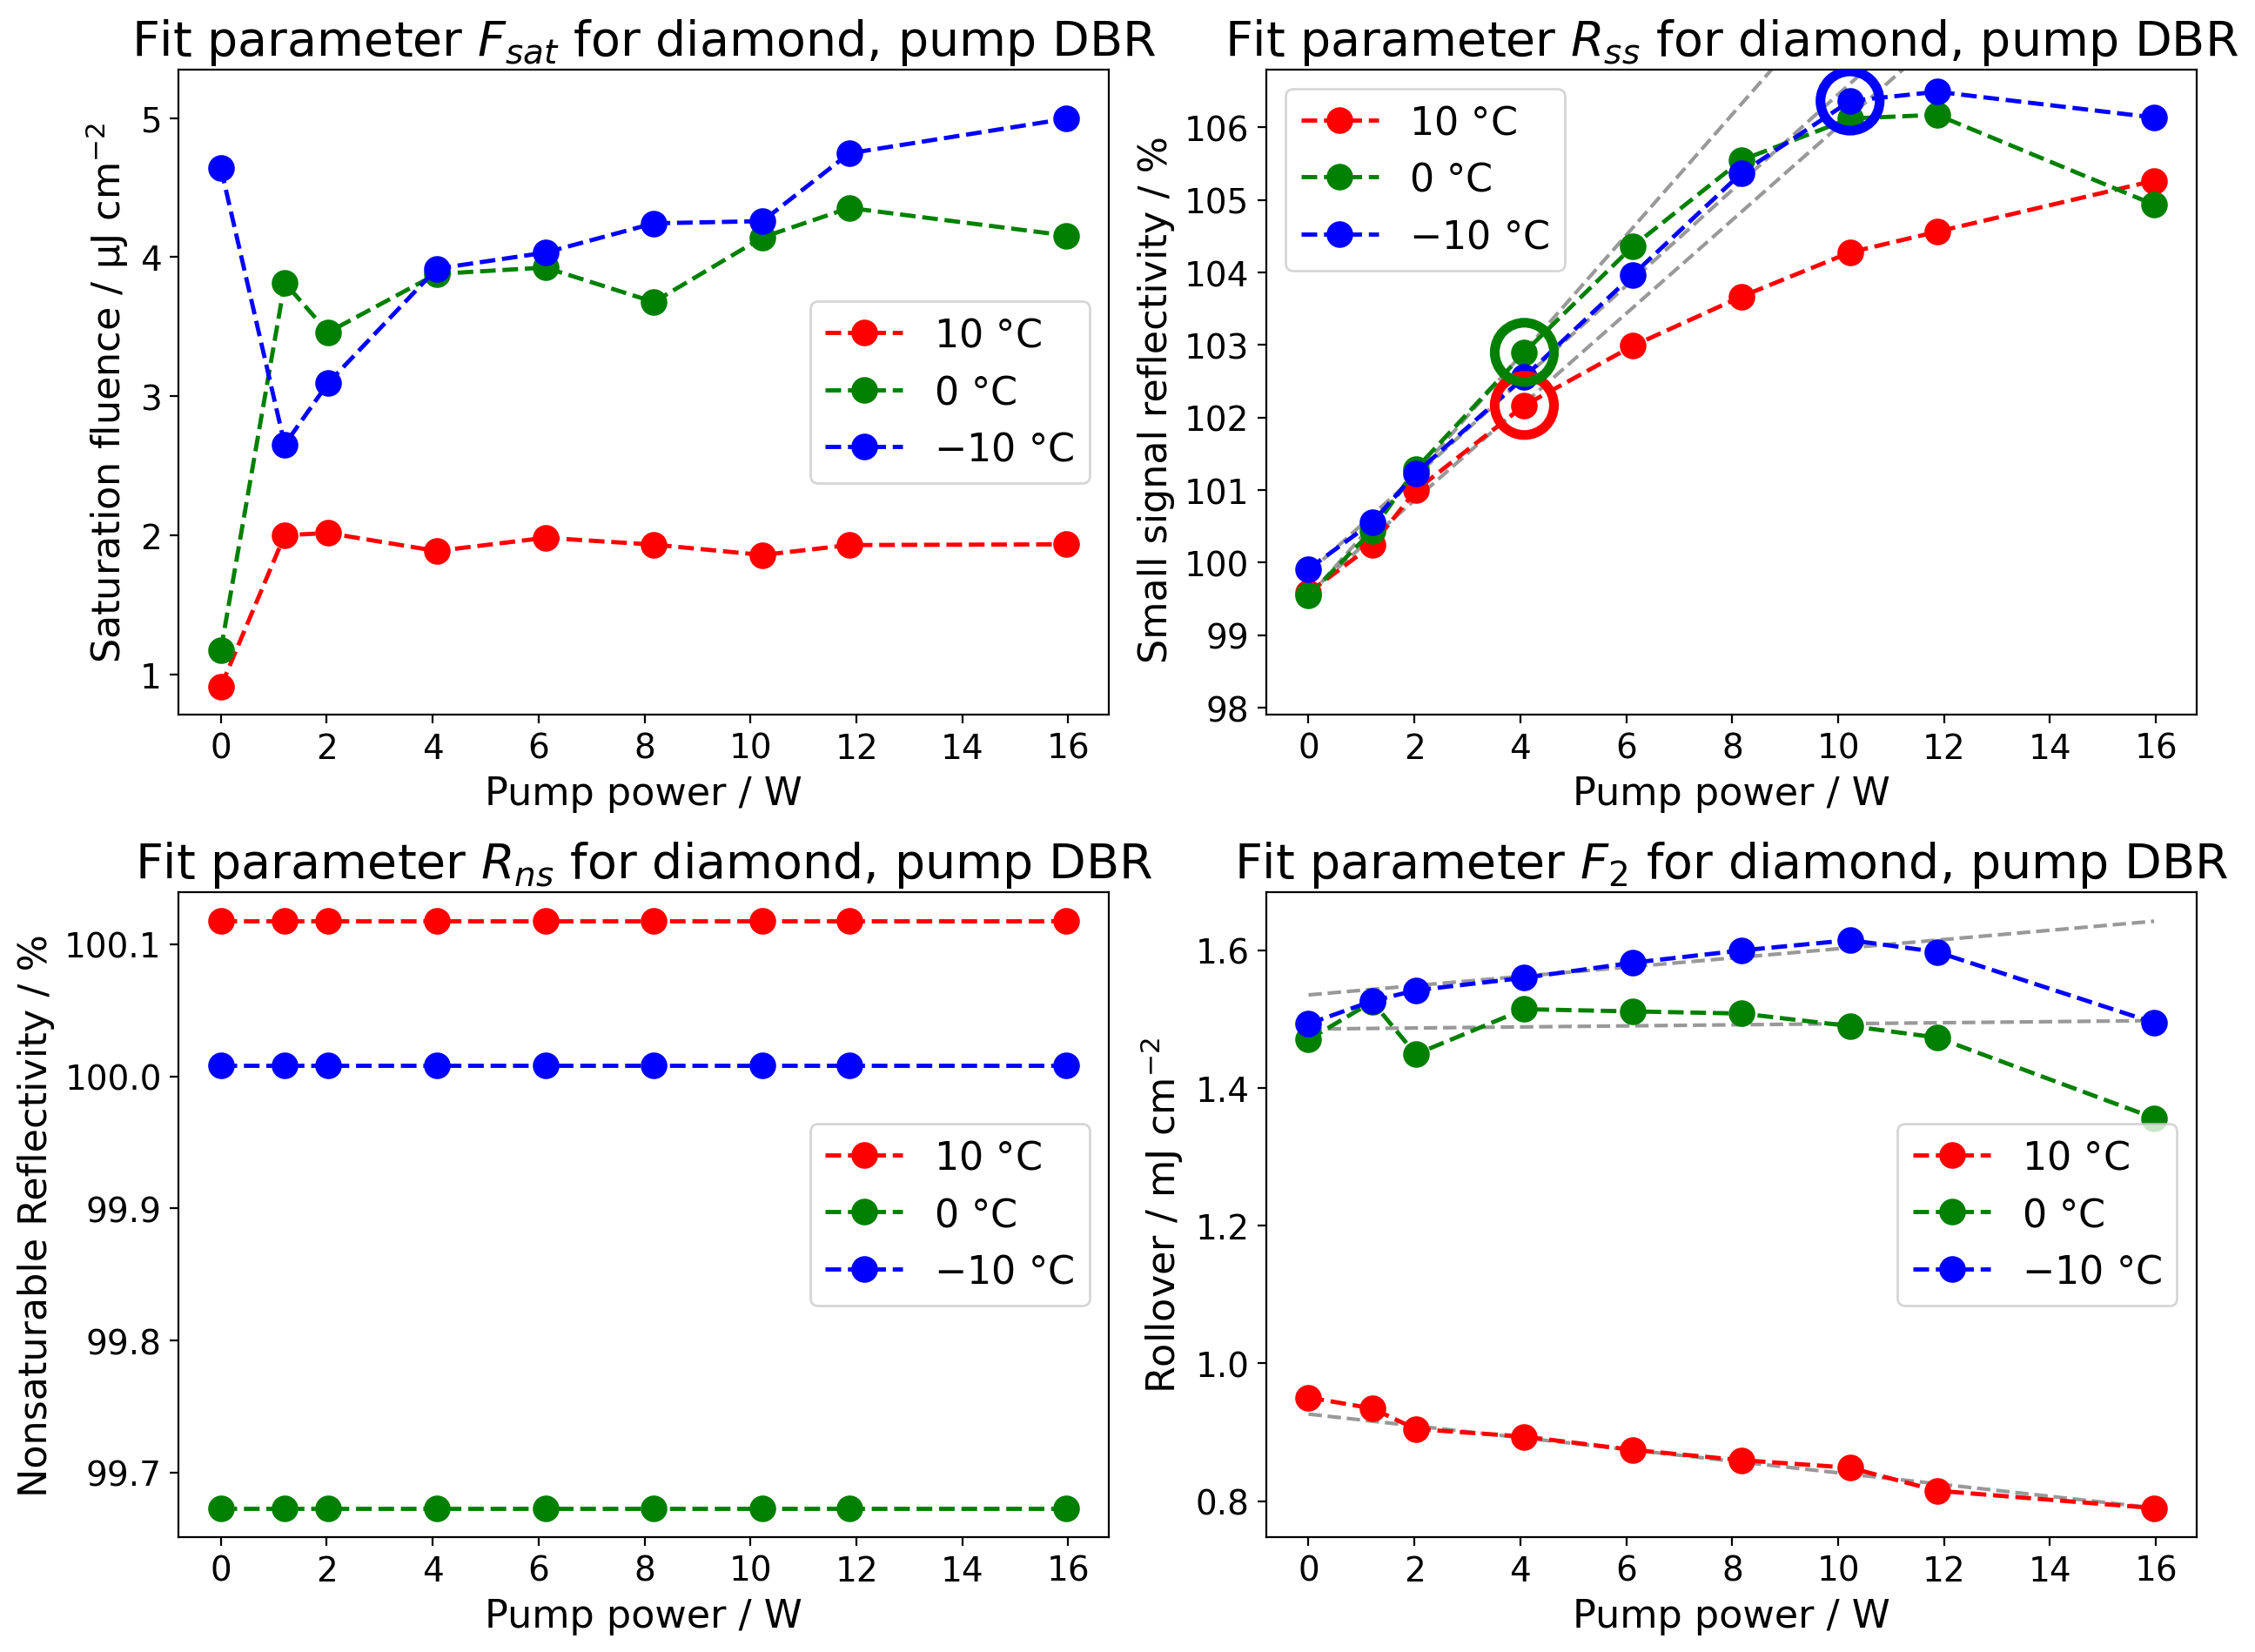 Fit parameter F_sat for diamond, pump DBR
Saturation fluence / µJ cm⁻²
5
4
3
2
1
10 °C
0 °C
−10 °C
0 2 4 6 8 10 12 14 16
Pump power / W
Fit parameter R_ss for diamond, pump DBR
Small signal reflectivity / %
106
105
104
103
102
101
100
99
98
10 °C
0 °C
−10 °C
0 2 4 6 8 10 12 14 16
Pump power / W
Fit parameter R_ns for diamond, pump DBR
Nonsaturable Reflectivity / %
100.1
100.0
99.9
99.8
99.7
10 °C
0 °C
−10 °C
0 2 4 6 8 10 12 14 16
Pump power / W
Fit parameter F₂ for diamond, pump DBR
Rollover / mJ cm⁻²
1.6
1.4
1.2
1.0
0.8
10 °C
0 °C
−10 °C
0 2 4 6 8 10 12 14 16
Pump power / W